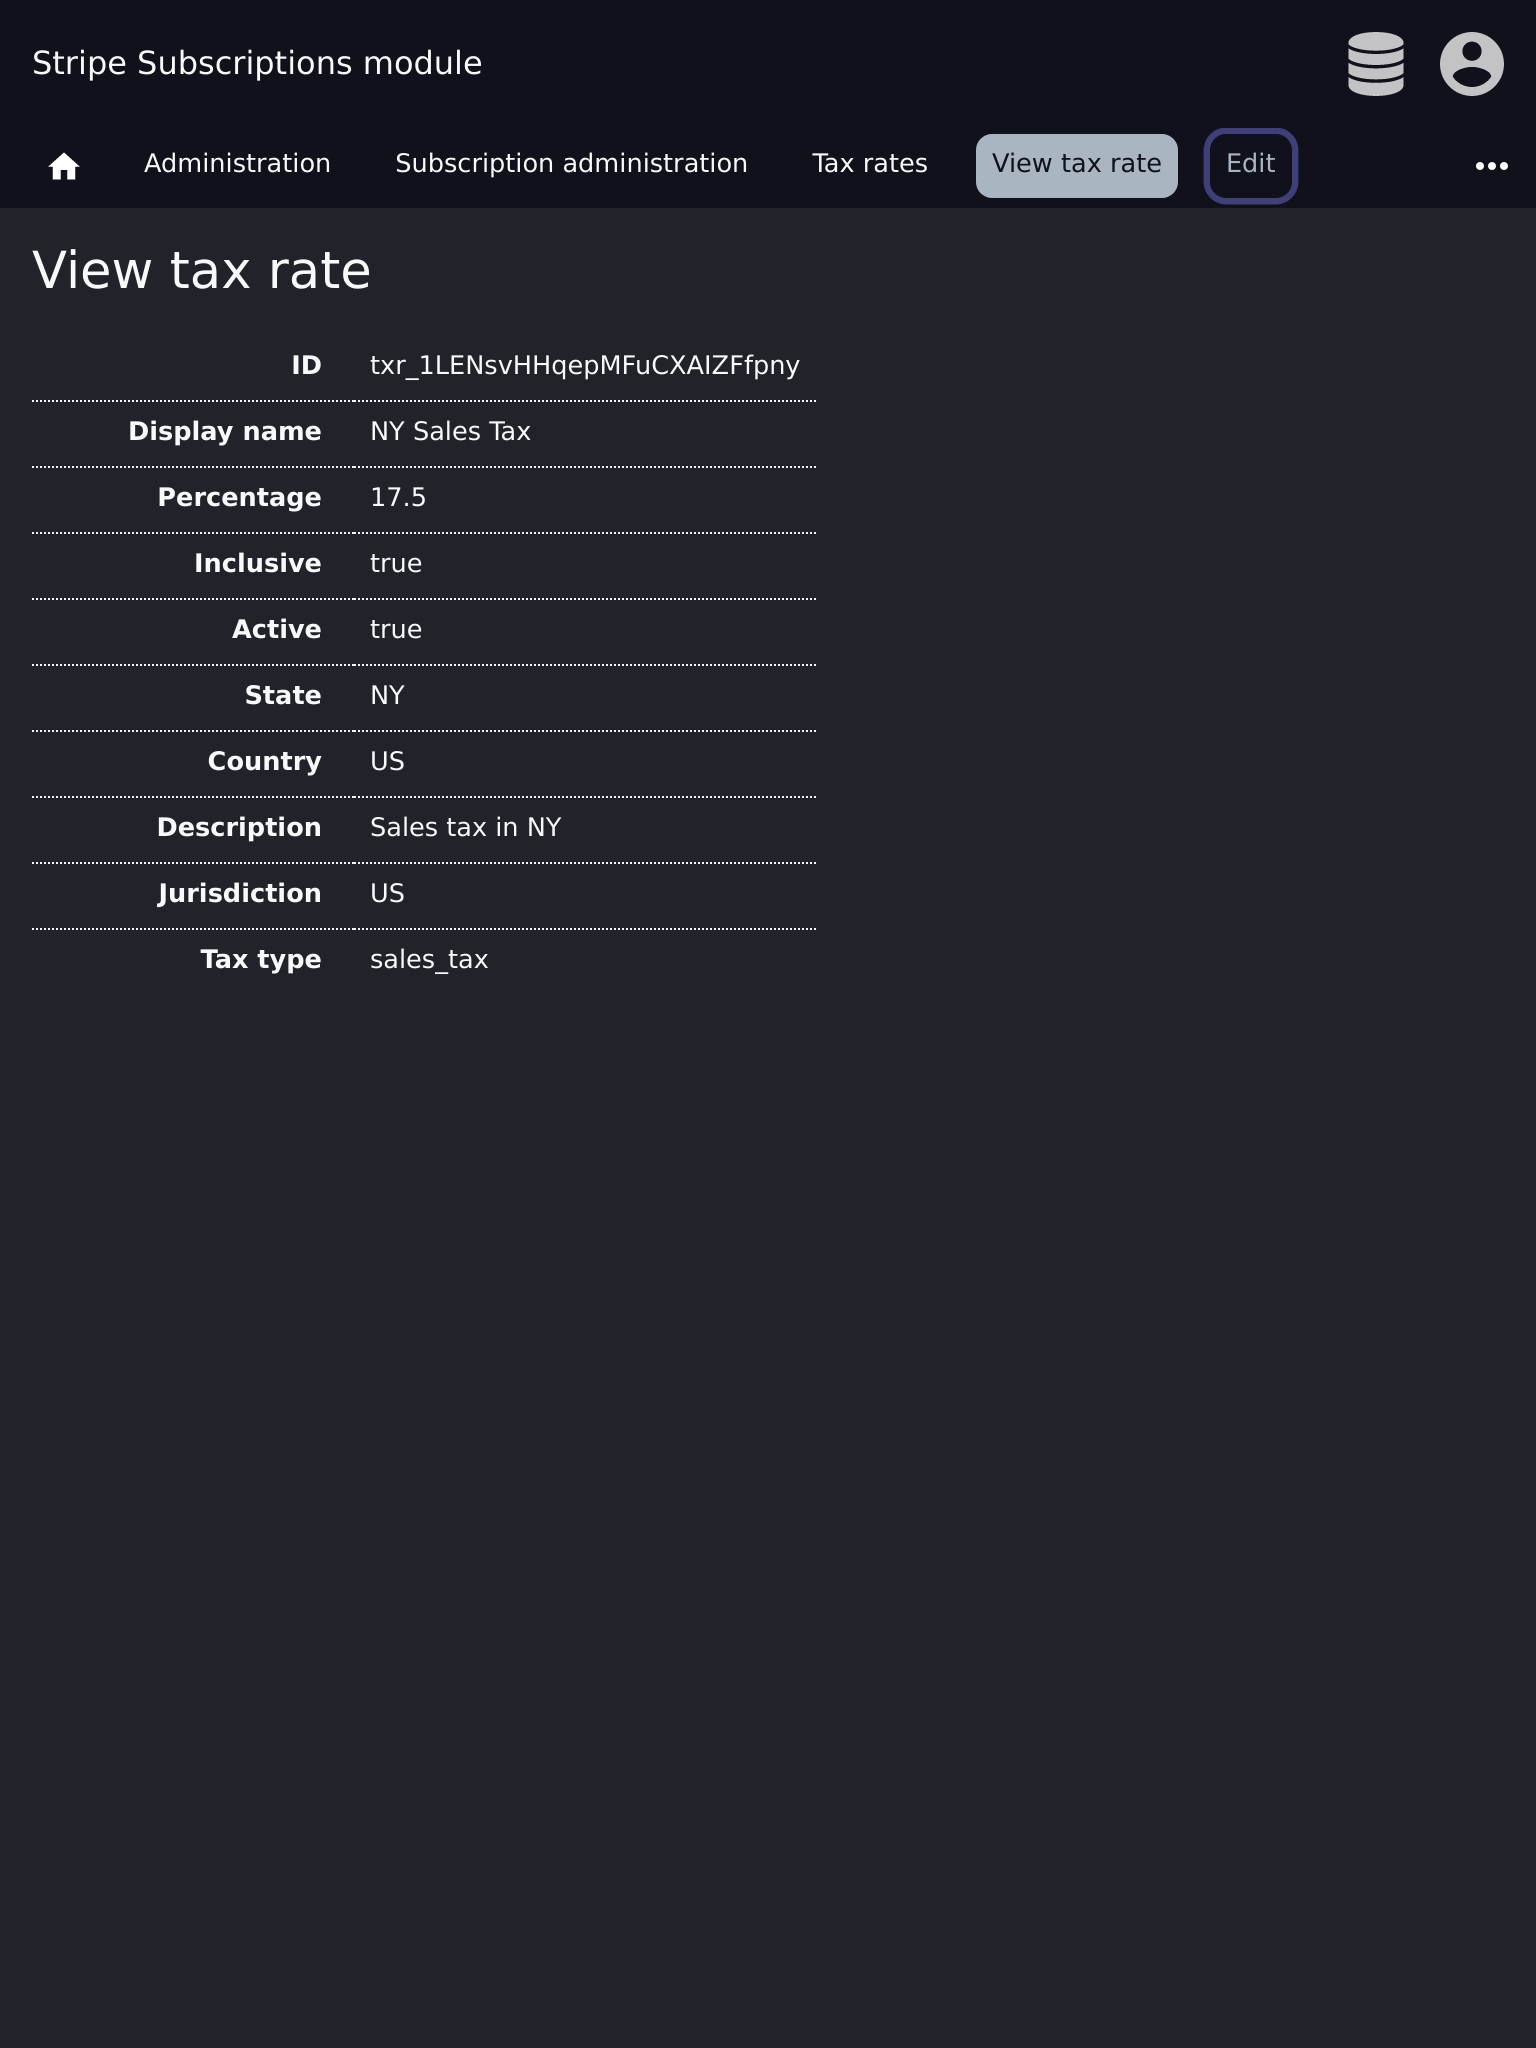 Stripe Subscriptions module
Administration Subscription administration Tax rates View tax rate Edit
View tax rate
ID txr_1LENsvHHqepMFuCXAIZFfpny
Display name NY Sales Tax
Percentage 17.5
Inclusive true
Active true
State NY
Country US
Description Sales tax in NY
Jurisdiction US
Tax type sales_tax